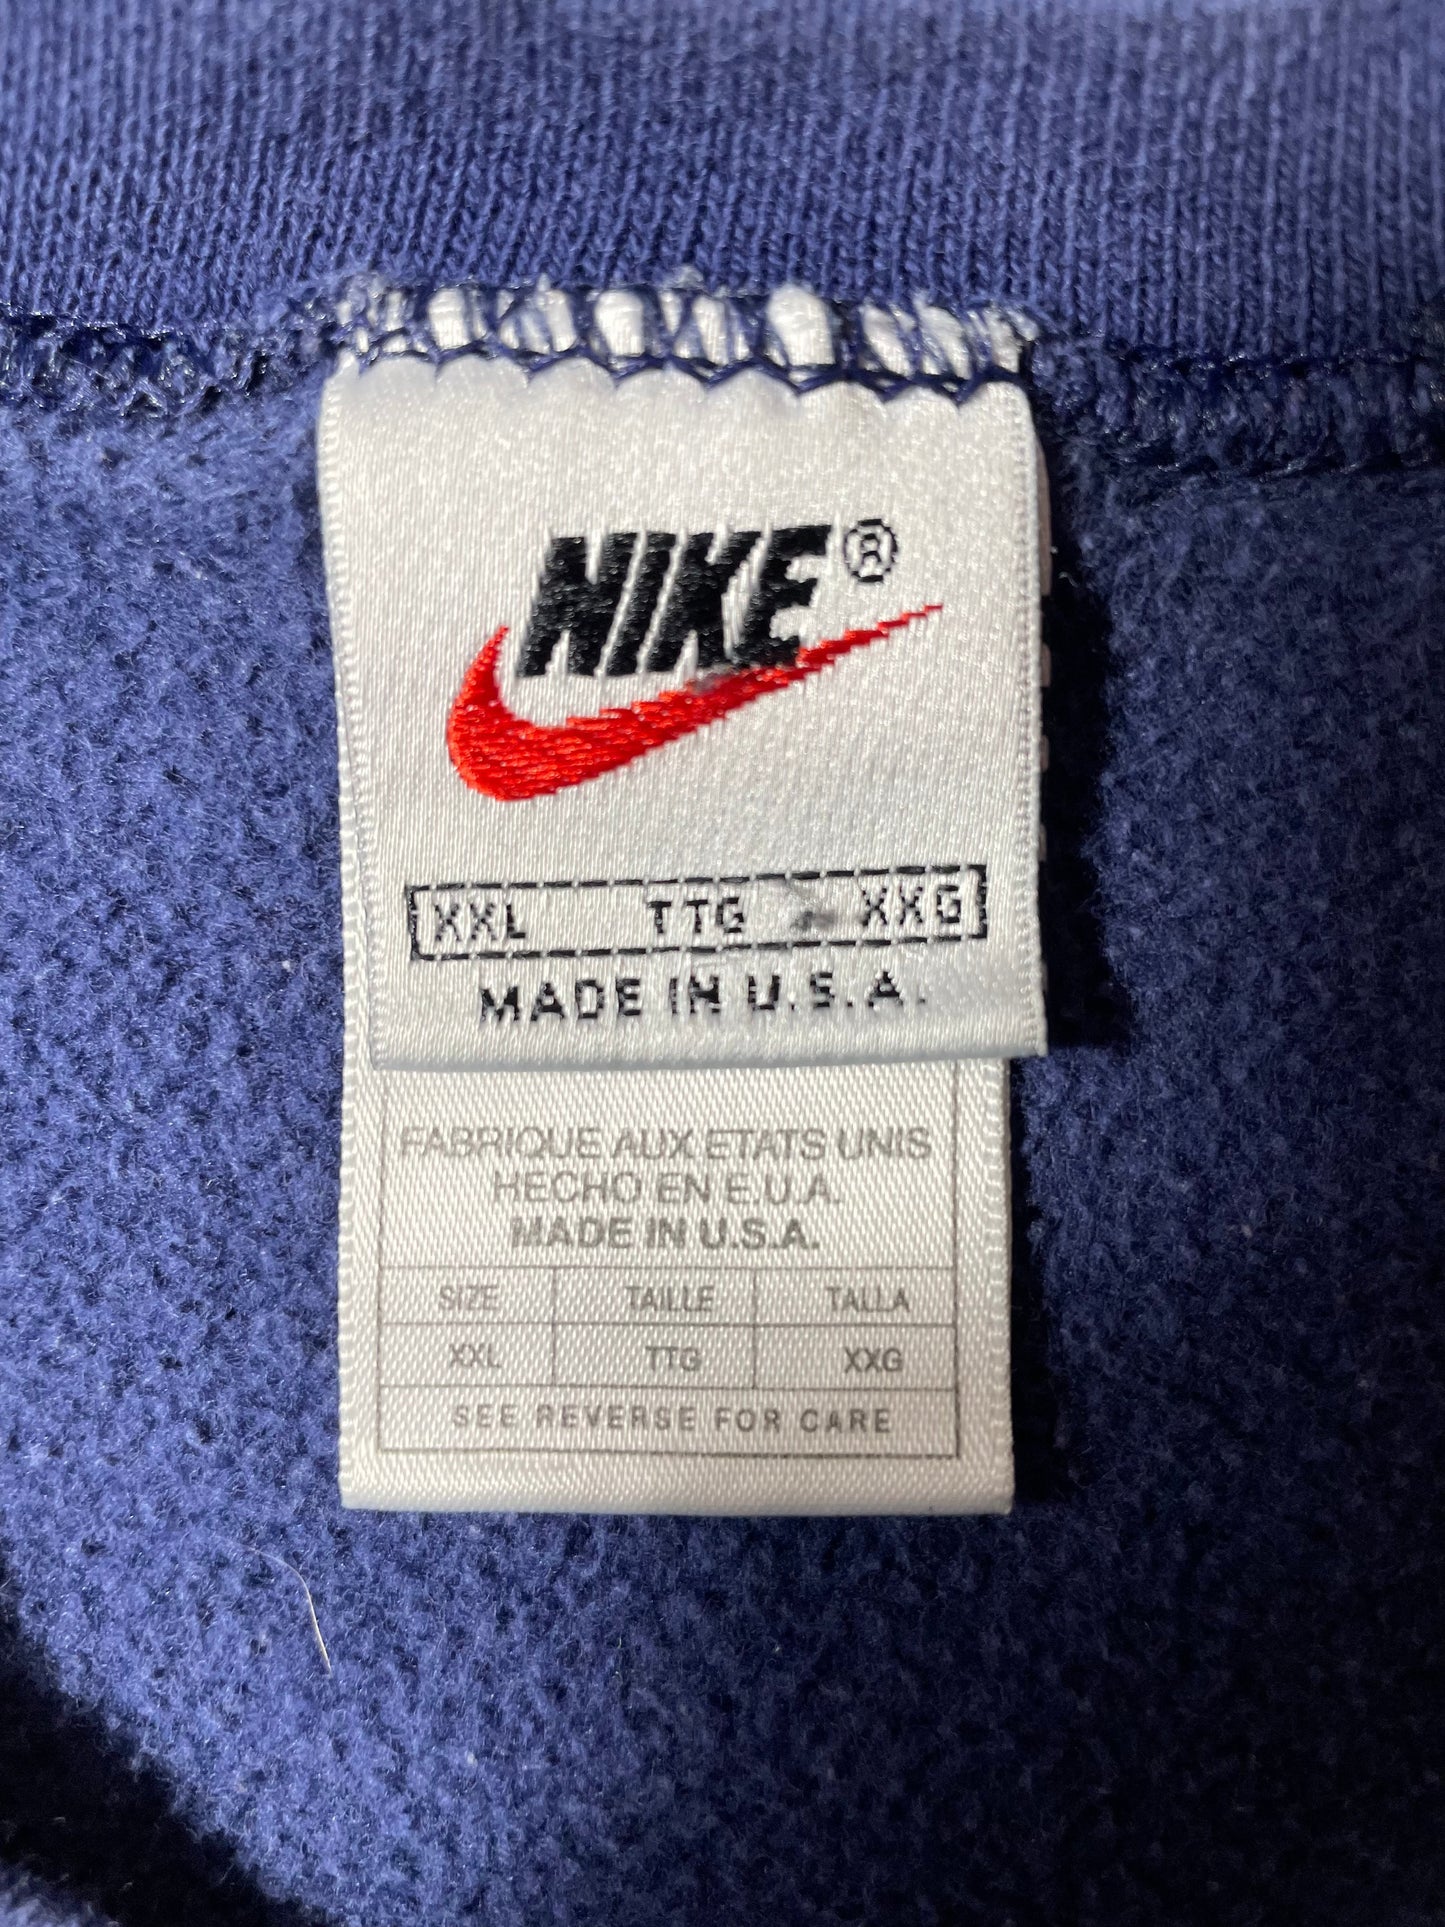 NIKE®
XXL TTG XXG
MADE IN U.S.A.
FABRIQUE AUX ETATS UNIS
HECHO EN E.U.A.
MADE IN U.S.A.
SIZE TAILLE TALLA
XXL TTG XXG
SEE REVERSE FOR CARE